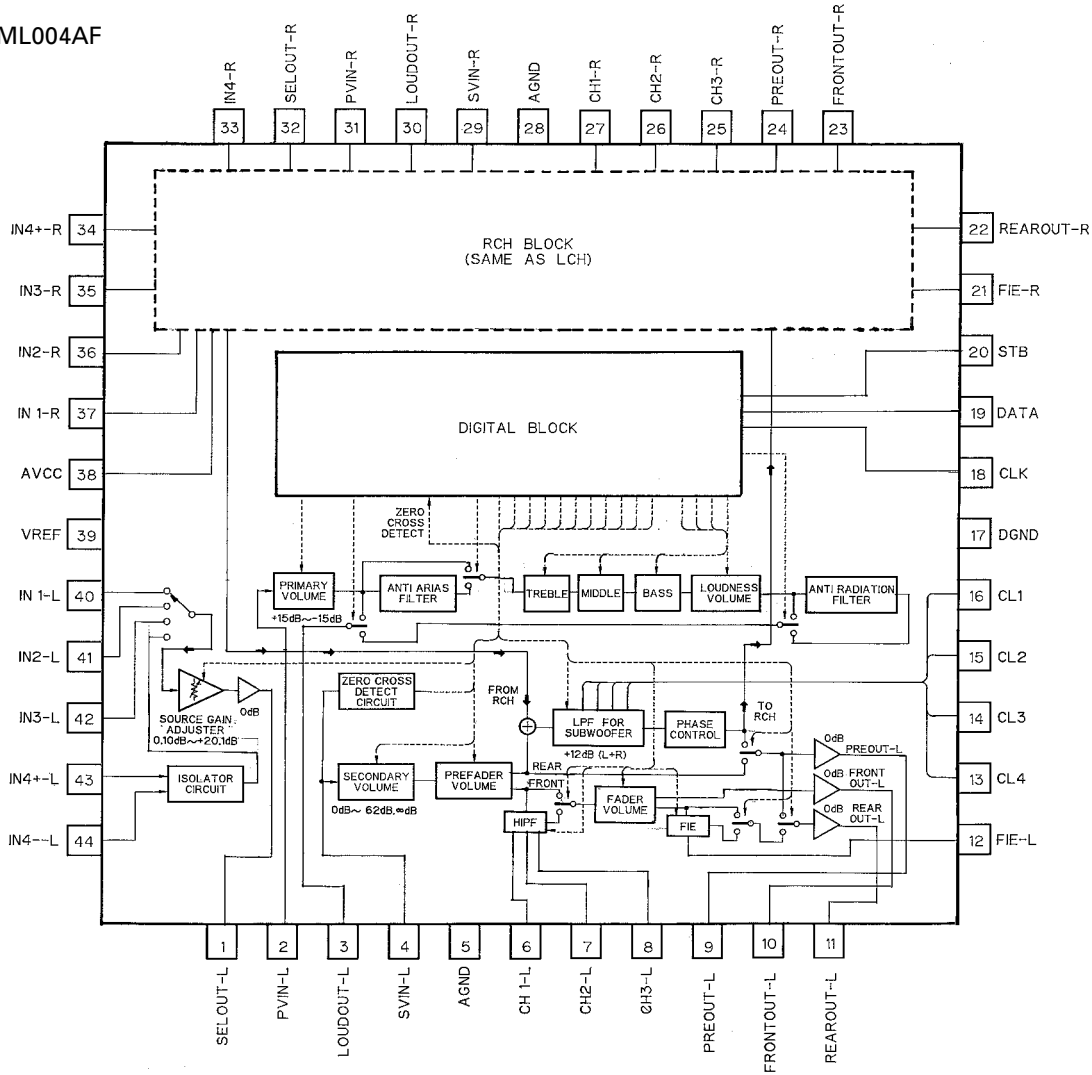 ML004AF
IN4-R
SELOUT-R
PVIN-R
LOUDOUT-R
SVIN-R
AGND
CH1-R
CH2-R
CH3-R
PREOUT-R
FRONTOUT-R
33
32
31
30
29
28
27
26
25
24
23
IN4+-R 34
IN3-R 35
IN2-R 36
IN 1-R 37
AVCC 38
VREF 39
IN 1-L 40
IN2-L 41
IN3-L 42
IN4+-L 43
IN4--L 44
22 REAROUT-R
21 FIE-R
20 STB
19 DATA
18 CLK
17 DGND
16 CL1
15 CL2
14 CL3
13 CL4
12 FIE-L
RCH BLOCK
(SAME AS LCH)
DIGITAL BLOCK
ZERO
CROSS
DETECT
PRIMARY
VOLUME
+15dB~-15dB
ANTI ARIAS
FILTER
TREBLE
MIDDLE
BASS
LOUDNESS
VOLUME
ANTI RADIATION
FILTER
SOURCE GAIN
ADJUSTER
0,10dB~+20.1dB
0dB
ISOLATOR
CIRCUIT
ZERO CROSS
DETECT
CIRCUIT
FROM
RCH
LPF FOR
SUBWOOFER
+12dB (L+R)
PHASE
CONTROL
TO
RCH
SECONDARY
VOLUME
0dB~ 62dB,∞dB
PREFADER
VOLUME
REAR
FRONT
HIPF
FADER
VOLUME
FIE
0dB
PREOUT-L
0dB FRONT
OUT-L
0dB REAR
OUT-L
1
2
3
4
5
6
7
8
9
10
11
SELOUT-L
PVIN-L
LOUDOUT-L
SVIN-L
AGND
CH 1-L
CH2-L
CH3-L
PREOUT-L
FRONTOUT-L
REAROUT-L